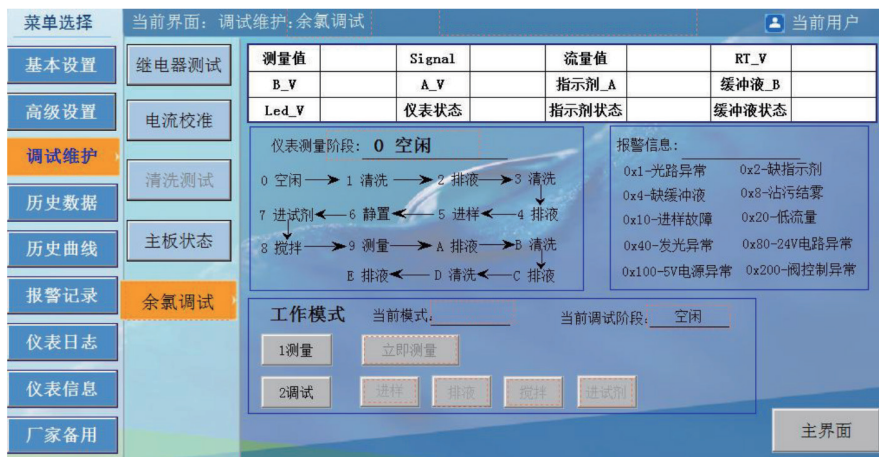 菜单选择 当前界面：调试维护:余氯调试 当前用户
基本设置
高级设置
调试维护
历史数据
历史曲线
报警记录
仪表日志
仪表信息
厂家备用
继电器测试
电流校准
清洗测试
主板状态
余氯调试
测量值 Signal 流量值 RT_V
B_V A_V 指示剂_A 缓冲液_B
Led_V 仪表状态 指示剂状态 缓冲液状态
仪表测量阶段: 0 空闲
0 空闲 1 清洗 2 排液 3 清洗
7 进试剂 6 静置 5 进样 4 排液
8 搅拌 9 测量 A 排液 B 清洗
E 排液 D 清洗 C 排液
报警信息:
0x1-光路异常 0x2-缺指示剂
0x4-缺缓冲液 0x8-沾污结雾
0x10-进样故障 0x20-低流量
0x40-发光异常 0x80-24V电路异常
0x100-5V电源异常 0x200-阀控制异常
工作模式 当前模式: 当前调试阶段: 空闲
1测量 立即测量
2调试 进样 排液 搅拌 进试剂
主界面